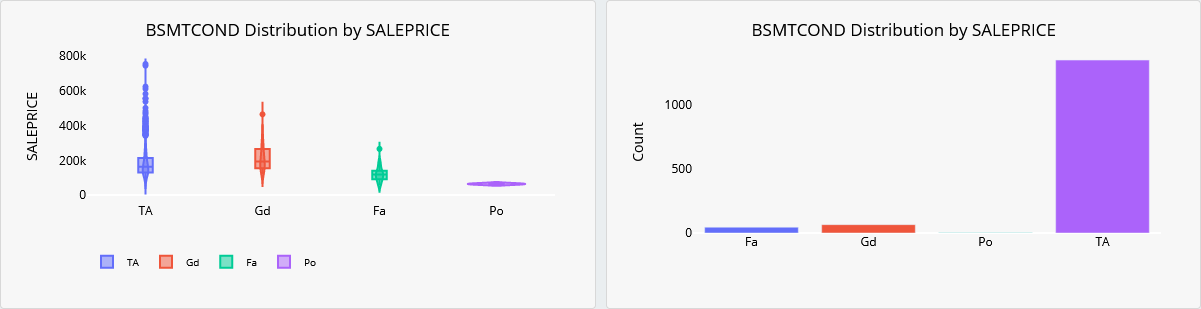 BSMTCOND Distribution by SALEPRICE
800k
600k
400k
200k
0
SALEPRICE
TA Gd Fa Po
TA Gd Fa Po
BSMTCOND Distribution by SALEPRICE
1000
500
0
Count
Fa Gd Po TA